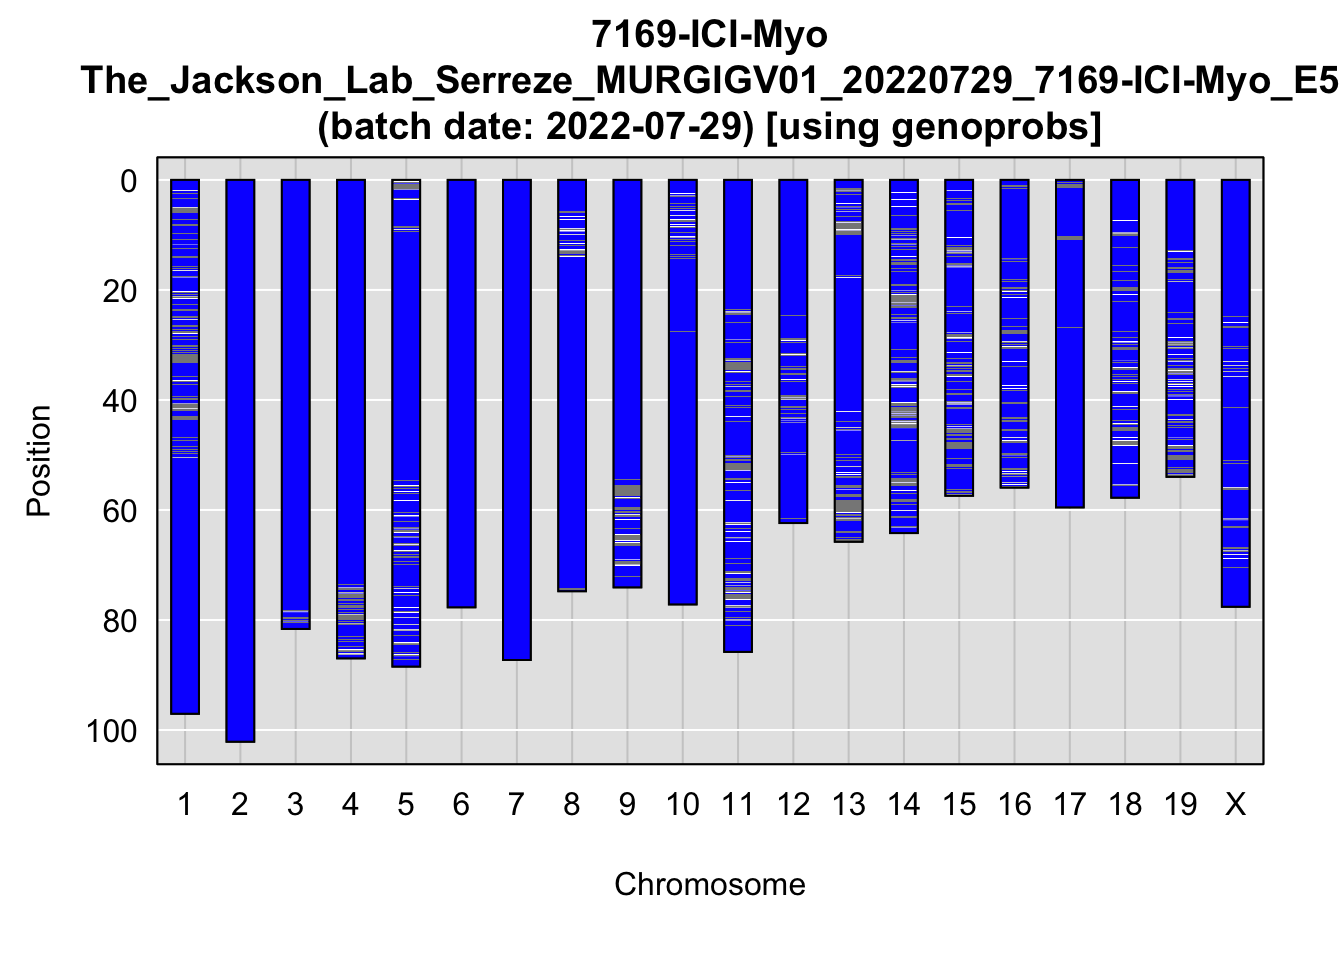 7169-ICI-Myo
The_Jackson_Lab_Serreze_MURGIGV01_20220729_7169-ICI-Myo_E5
(batch date: 2022-07-29) [using genoprobs]
0
20
40
60
80
100
Position
1 2 3 4 5 6 7 8 9 10 11 12 13 14 15 16 17 18 19 X
Chromosome